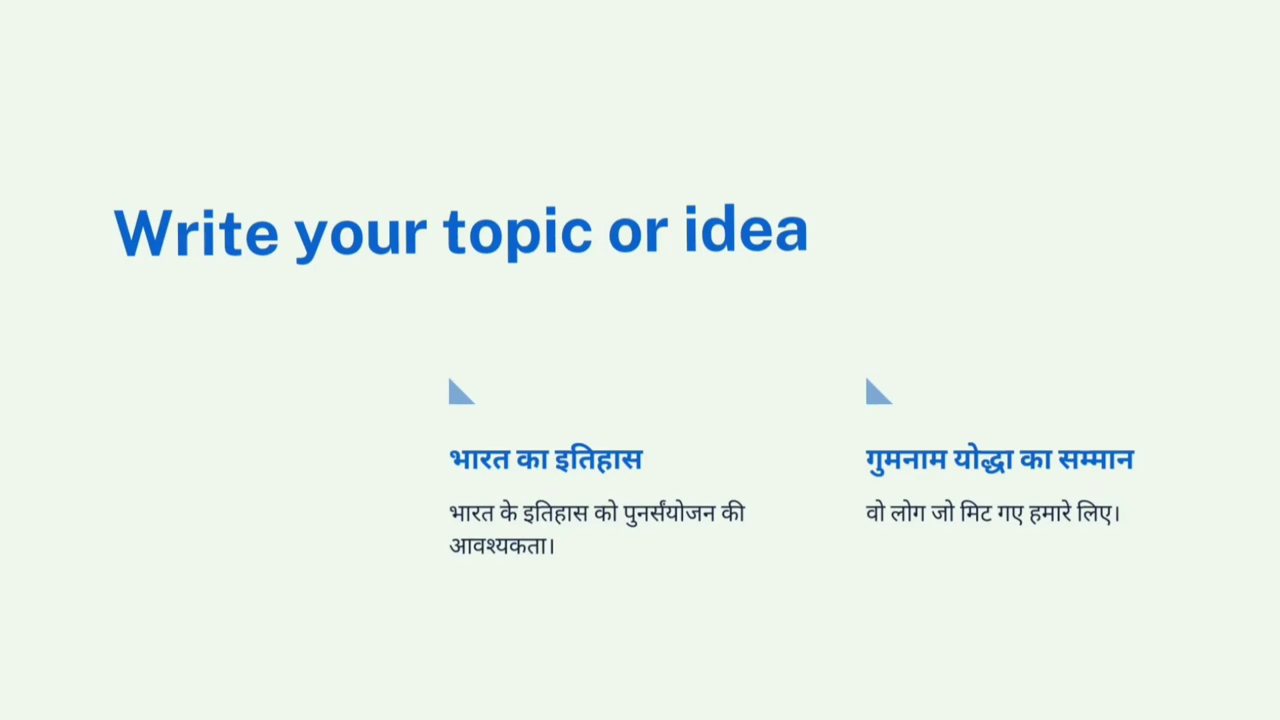 Write your topic or idea
भारत का इतिहास
भारत के इतिहास को पुनर्संयोजन की
आवश्यकता।
गुमनाम योद्धा का सम्मान
वो लोग जो मिट गए हमारे लिए।